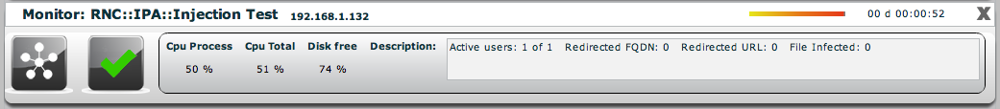 Monitor: RNC::IPA::Injection Test 192.168.1.132 00 d 00:00:52 X
Cpu Process Cpu Total Disk free Description: Active users: 1 of 1 Redirected FQDN: 0 Redirected URL: 0 File Infected: 0
50 % 51 % 74 %